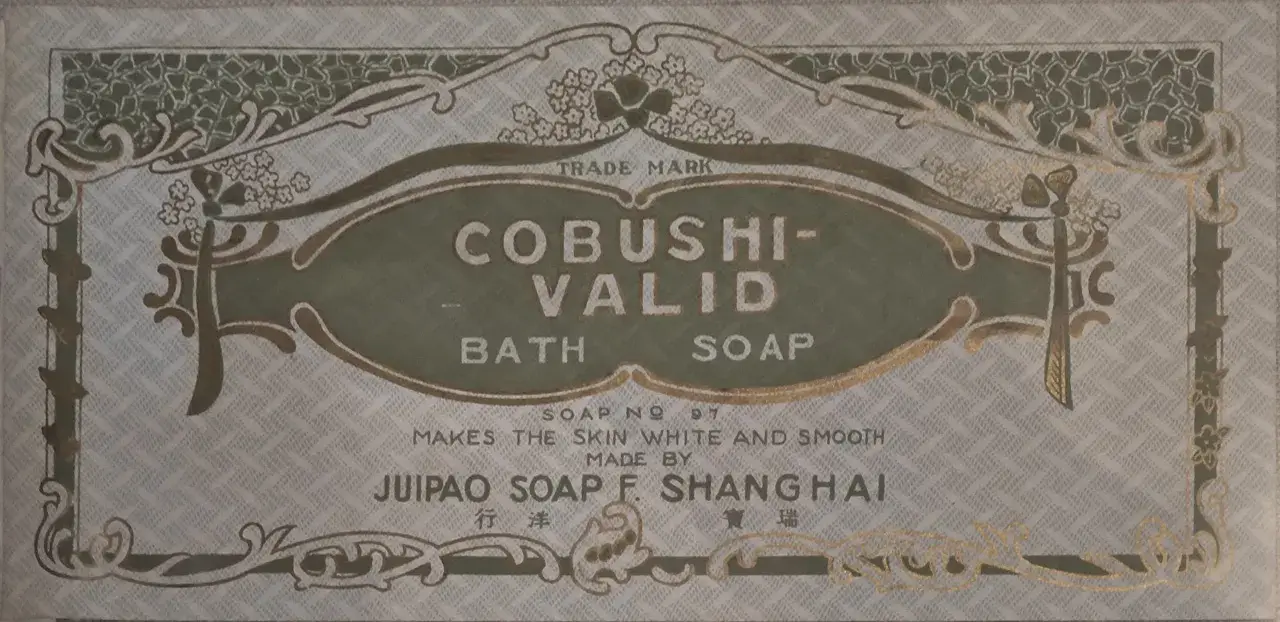 TRADE MARK
COBUSHI-
VALID
BATH SOAP
SOAP NO 97
MAKES THE SKIN WHITE AND SMOOTH
MADE BY
JUIPAO SOAP F. SHANGHAI
行洋 寶瑞